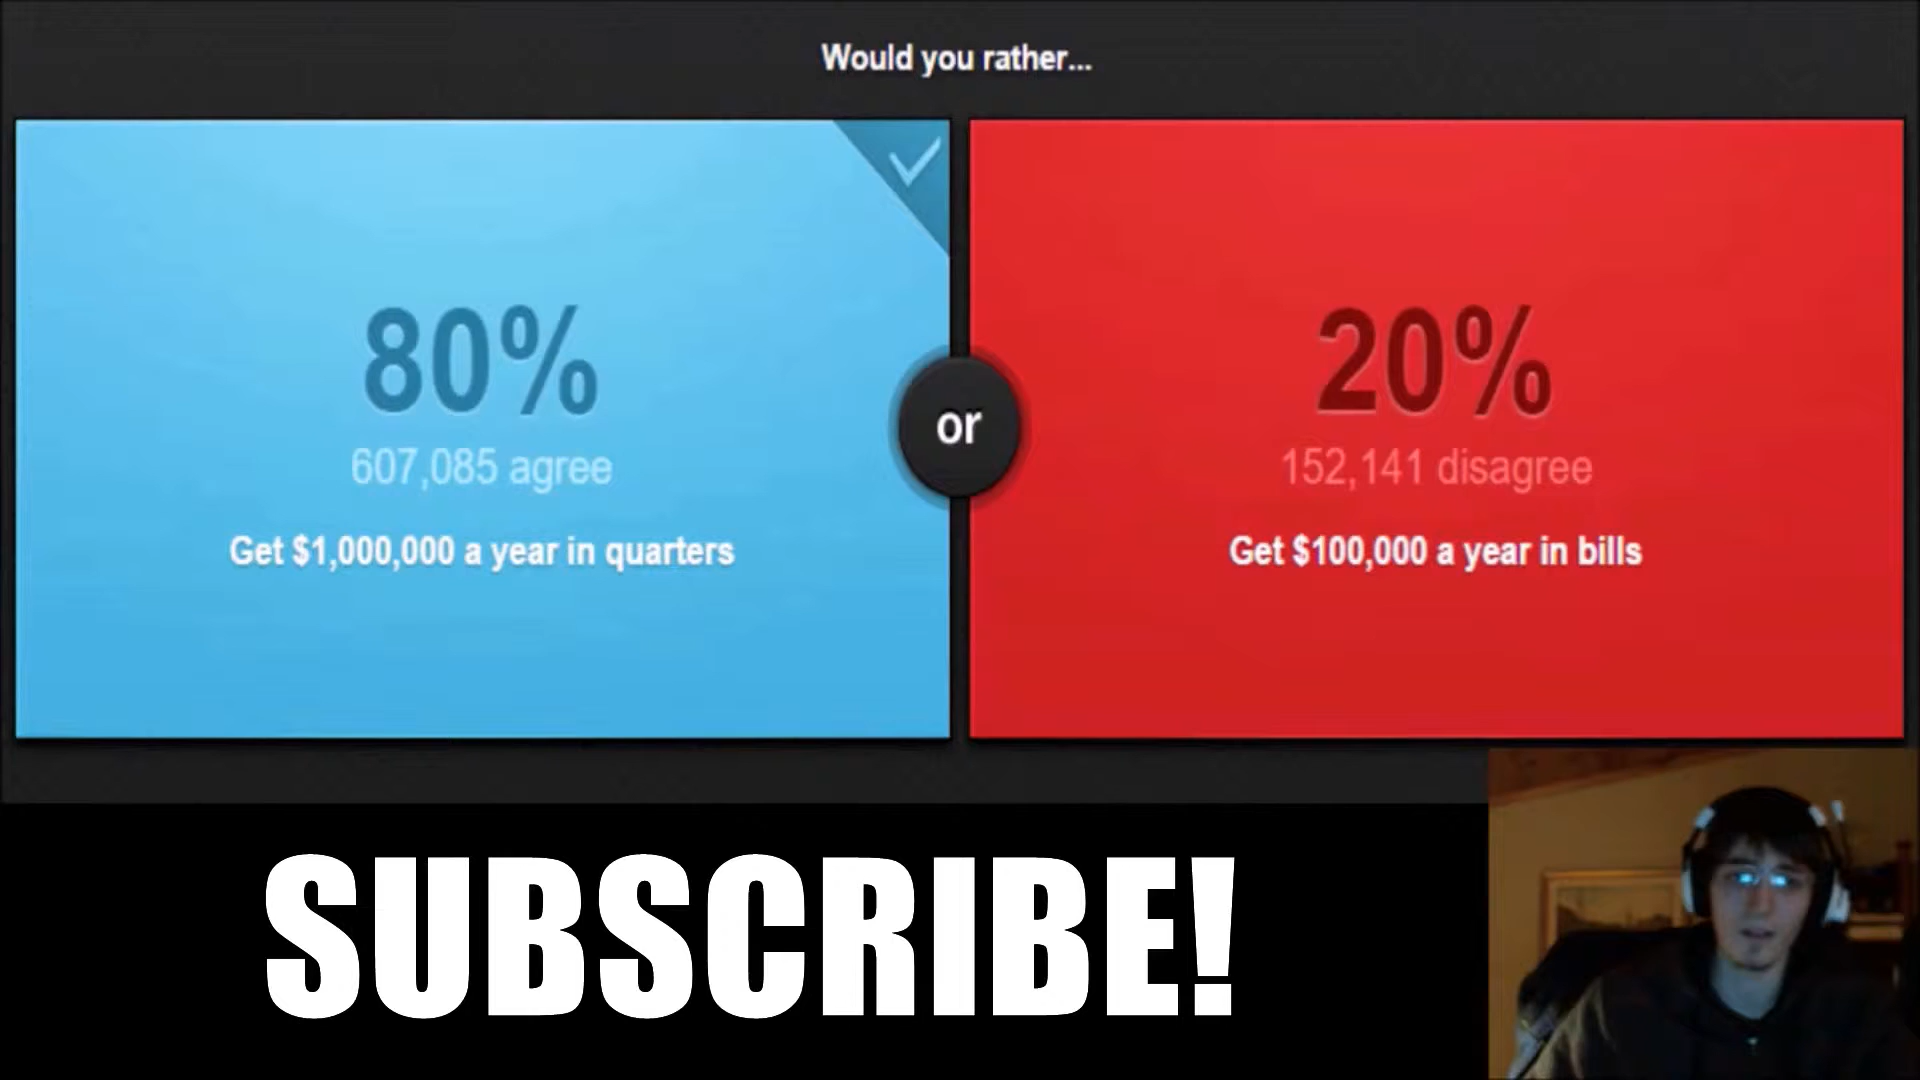 Would you rather...
80%
607,085 agree
Get $1,000,000 a year in quarters
or
20%
152,141 disagree
Get $100,000 a year in bills
SUBSCRIBE!